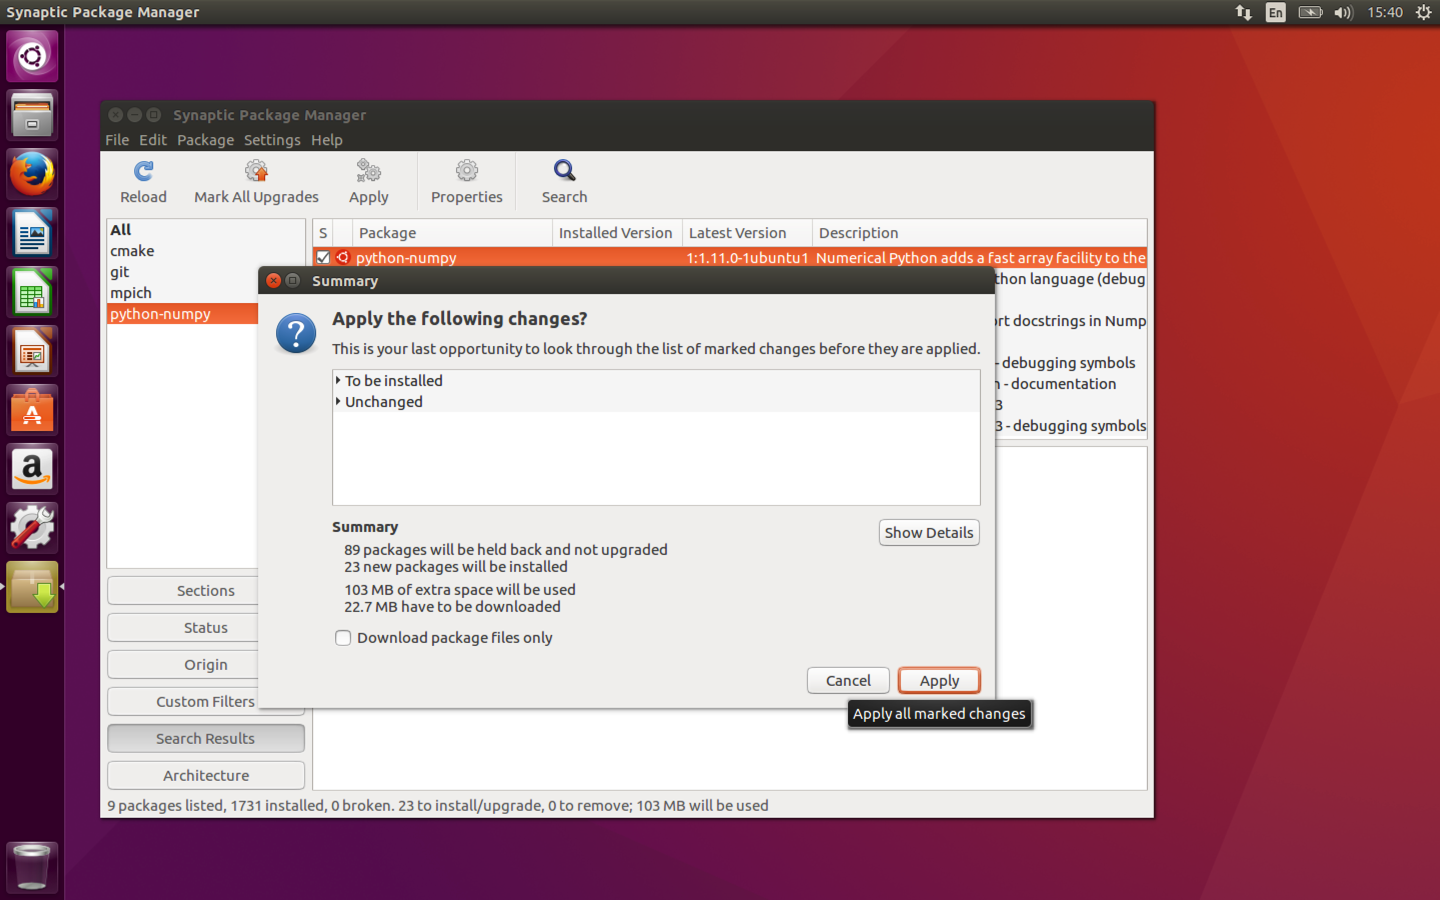 Synaptic Package Manager
En
15:40
Synaptic Package Manager
File Edit Package Settings Help
Reload Mark All Upgrades Apply Properties Search
All
cmake
git
mpich
python-numpy
S Package Installed Version Latest Version Description
python-numpy 1:1.11.0-1ubuntu1 Numerical Python adds a fast array facility to the
thon language (debug
ort docstrings in Nump
- debugging symbols
n - documentation
3
3 - debugging symbols
Summary
Apply the following changes?
This is your last opportunity to look through the list of marked changes before they are applied.
To be installed
Unchanged
Summary
Show Details
89 packages will be held back and not upgraded
23 new packages will be installed
103 MB of extra space will be used
22.7 MB have to be downloaded
Download package files only
Cancel Apply
Apply all marked changes
Sections
Status
Origin
Custom Filters
Search Results
Architecture
9 packages listed, 1731 installed, 0 broken. 23 to install/upgrade, 0 to remove; 103 MB will be used